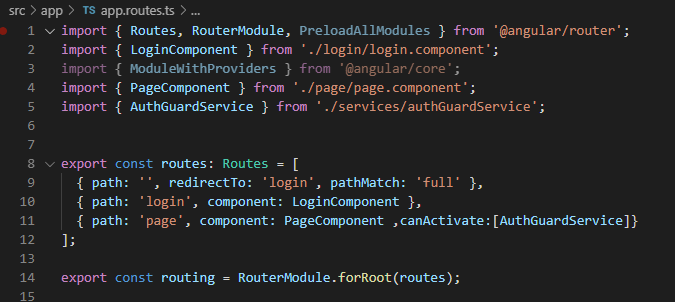 src > app > TS app.routes.ts > ...
1 import { Routes, RouterModule, PreloadAllModules } from '@angular/router';
2 import { LoginComponent } from './login/login.component';
3 import { ModuleWithProviders } from '@angular/core';
4 import { PageComponent } from './page/page.component';
5 import { AuthGuardService } from './services/authGuardService';
6
7
8 export const routes: Routes = [
9   { path: '', redirectTo: 'login', pathMatch: 'full' },
10   { path: 'login', component: LoginComponent },
11   { path: 'page', component: PageComponent ,canActivate:[AuthGuardService]}
12 ];
13
14 export const routing = RouterModule.forRoot(routes);
15